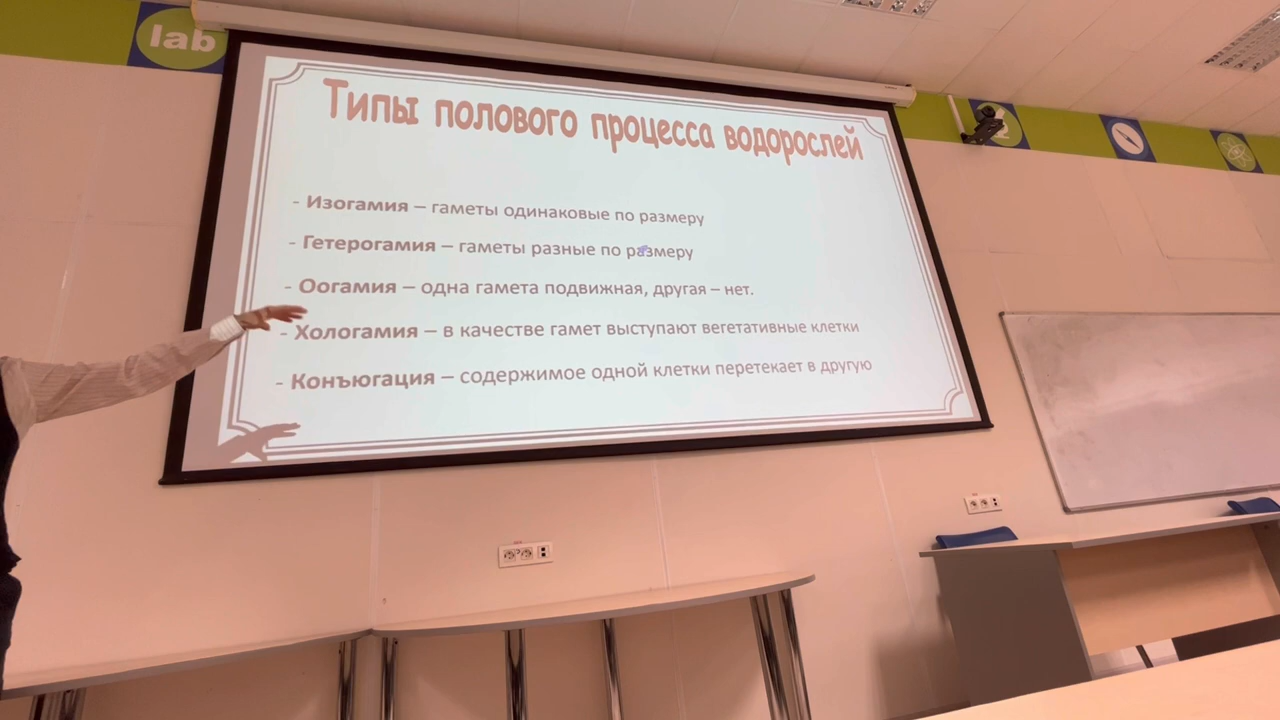 lab
Типы полового процесса водорослей
- Изогамия – гаметы одинаковые по размеру
- Гетерогамия – гаметы разные по размеру
- Оогамия – одна гамета подвижная, другая – нет.
- Хологамия – в качестве гамет выступают вегетативные клетки
- Конъюгация – содержимое одной клетки перетекает в другую